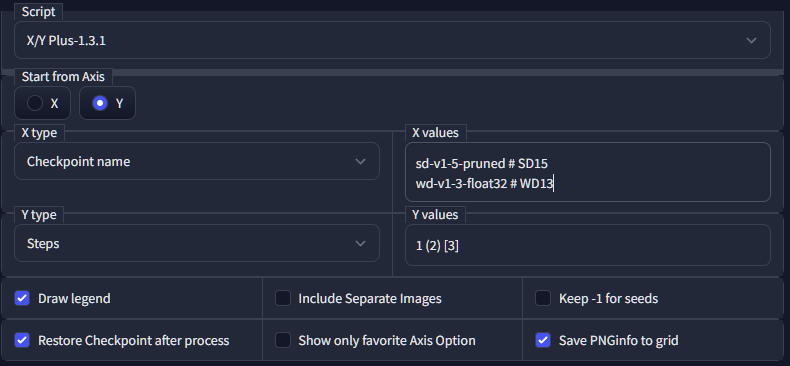 Script
X/Y Plus-1.3.1
Start from Axis
X Y
X type
Checkpoint name
X values
sd-v1-5-pruned # SD15
wd-v1-3-float32 # WD13
Y type
Steps
Y values
1 (2) [3]
Draw legend
Include Separate Images
Keep -1 for seeds
Restore Checkpoint after process
Show only favorite Axis Option
Save PNGinfo to grid